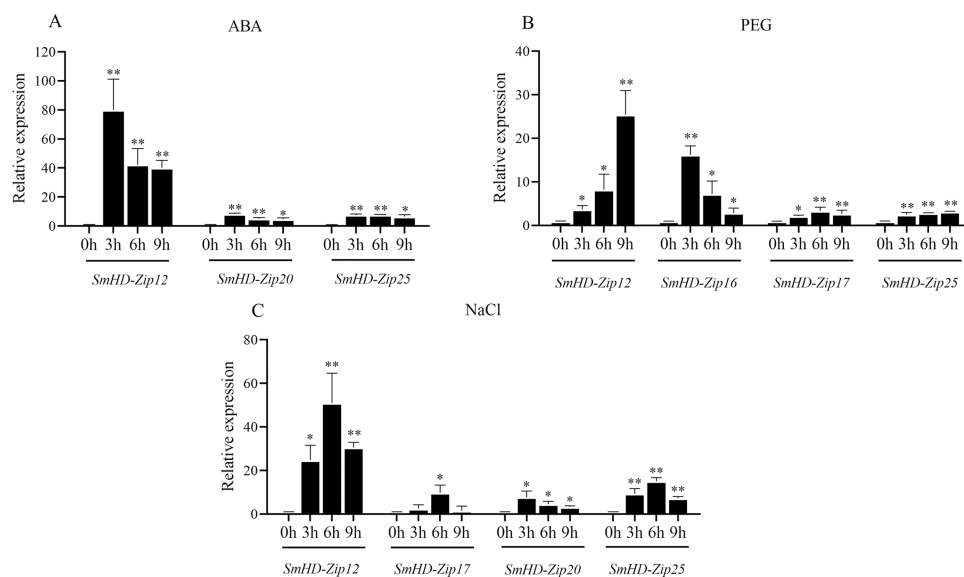 A
ABA
Relative expression
120
100
80
60
40
20
0
** ** ** ** ** * ** ** *
0h 3h 6h 9h 0h 3h 6h 9h 0h 3h 6h 9h
SmHD-Zip12 SmHD-Zip20 SmHD-Zip25
B
PEG
Relative expression
40
30
20
10
0
* * ** ** * * * ** ** ** ** **
0h 3h 6h 9h 0h 3h 6h 9h 0h 3h 6h 9h 0h 3h 6h 9h
SmHD-Zip12 SmHD-Zip16 SmHD-Zip17 SmHD-Zip25
C
NaCl
Relative expression
80
60
40
20
0
* ** ** * * * * ** ** **
0h 3h 6h 9h 0h 3h 6h 9h 0h 3h 6h 9h 0h 3h 6h 9h
SmHD-Zip12 SmHD-Zip17 SmHD-Zip20 SmHD-Zip25